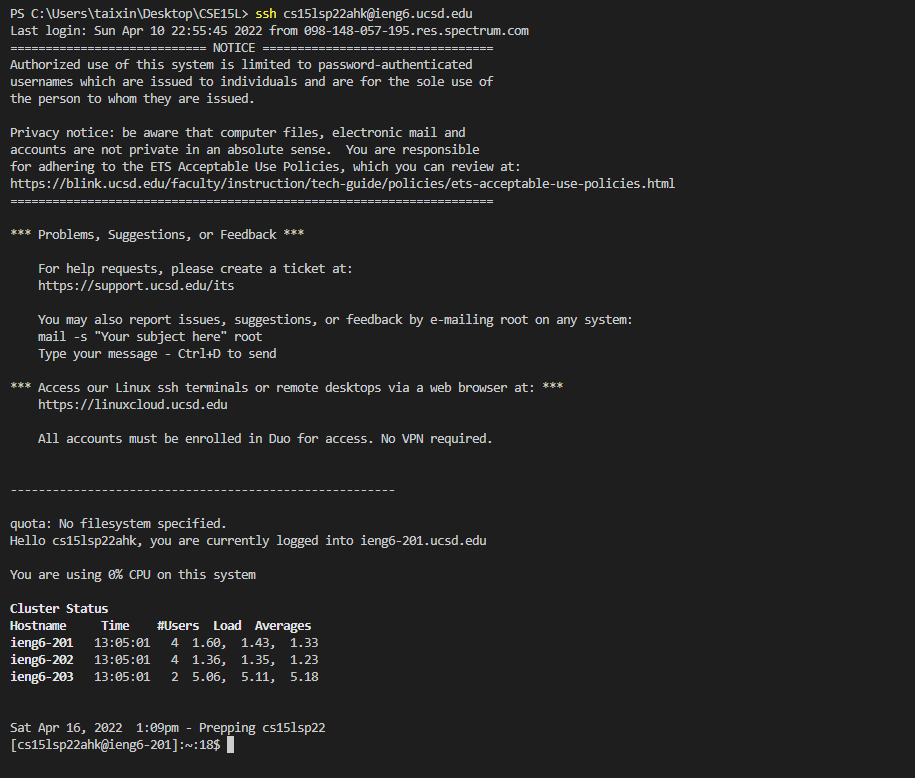 PS C:\Users\taixin\Desktop\CSE15L> ssh cs15lsp22ahk@ieng6.ucsd.edu
Last login: Sun Apr 10 22:55:45 2022 from 098-148-057-195.res.spectrum.com
============================ NOTICE =================================
Authorized use of this system is limited to password-authenticated
usernames which are issued to individuals and are for the sole use of
the person to whom they are issued.

Privacy notice: be aware that computer files, electronic mail and
accounts are not private in an absolute sense.  You are responsible
for adhering to the ETS Acceptable Use Policies, which you can review at:
https://blink.ucsd.edu/faculty/instruction/tech-guide/policies/ets-acceptable-use-policies.html
=====================================================================

*** Problems, Suggestions, or Feedback ***

    For help requests, please create a ticket at:
    https://support.ucsd.edu/its

    You may also report issues, suggestions, or feedback by e-mailing root on any system:
    mail -s "Your subject here" root
    Type your message - Ctrl+D to send

*** Access our Linux ssh terminals or remote desktops via a web browser at: ***
    https://linuxcloud.ucsd.edu

    All accounts must be enrolled in Duo for access. No VPN required.


-------------------------------------------------------

quota: No filesystem specified.
Hello cs15lsp22ahk, you are currently logged into ieng6-201.ucsd.edu

You are using 0% CPU on this system

Cluster Status
Hostname     Time    #Users  Load  Averages
ieng6-201   13:05:01   4  1.60,  1.43,  1.33
ieng6-202   13:05:01   4  1.36,  1.35,  1.23
ieng6-203   13:05:01   2  5.06,  5.11,  5.18


Sat Apr 16, 2022  1:09pm - Prepping cs15lsp22
[cs15lsp22ahk@ieng6-201]:~:18$